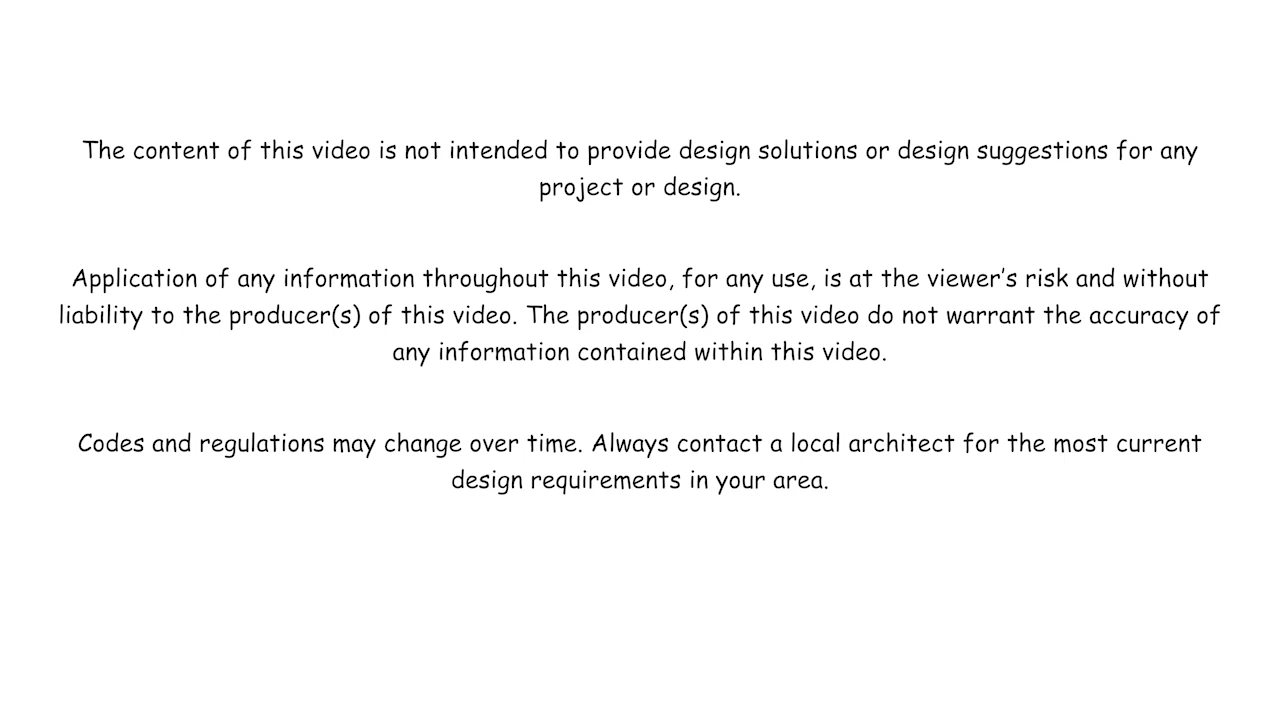 The content of this video is not intended to provide design solutions or design suggestions for any
project or design.
Application of any information throughout this video, for any use, is at the viewer’s risk and without
liability to the producer(s) of this video. The producer(s) of this video do not warrant the accuracy of
any information contained within this video.
Codes and regulations may change over time. Always contact a local architect for the most current
design requirements in your area.